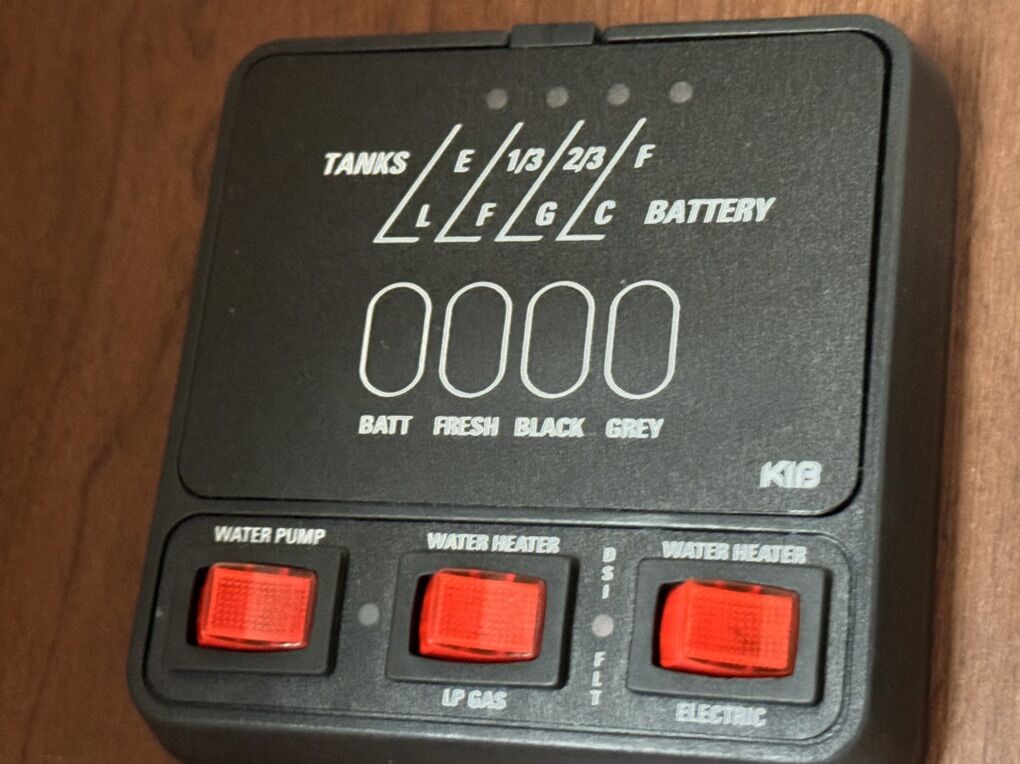 TANKS E 1/3 2/3 F
L F G C BATTERY
BATT FRESH BLACK GREY
KIB
WATER PUMP
WATER HEATER
LP GAS
DSI
FLT
WATER HEATER
ELECTRIC